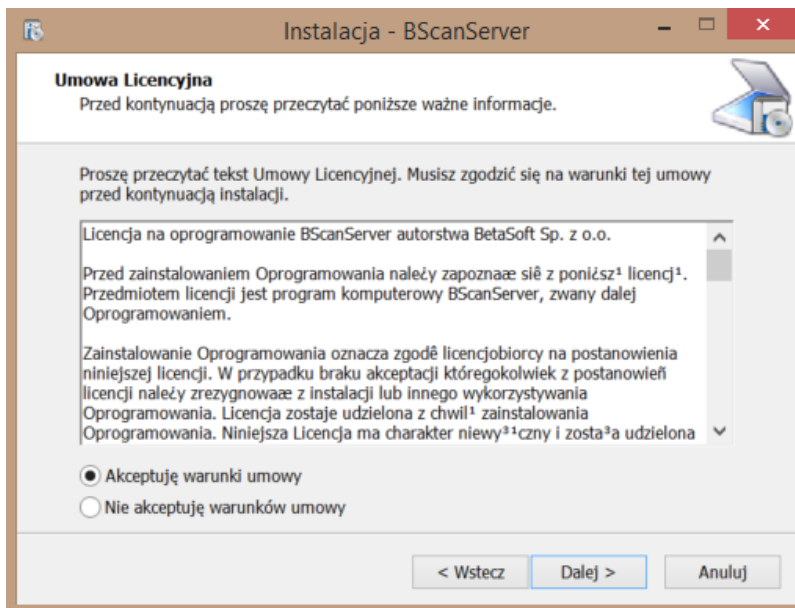 Instalacja - BScanServer
Umowa Licencyjna
Przed kontynuacją proszę przeczytać poniższe ważne informacje.
Proszę przeczytać tekst Umowy Licencyjnej. Musisz zgodzić się na warunki tej umowy
przed kontynuacją instalacji.
Licencja na oprogramowanie BScanServer autorstwa BetaSoft Sp. z o.o.
Przed zainstalowaniem Oprogramowania należy zapoznaæ siê z poniższ¹ licencj¹.
Przedmiotem licencji jest program komputerowy BScanServer, zwany dalej
Oprogramowaniem.
Zainstalowanie Oprogramowania oznacza zgodê licencjobiorcy na postanowienia
niniejszej licencji. W przypadku braku akceptacji któregokolwiek z postanowieñ
licencji należy zrezygnowaæ z instalacji lub innego wykorzystywania
Oprogramowania. Licencja zostaje udzielona z chwil¹ zainstalowania
Oprogramowania. Niniejsza Licencja ma charakter niewy³¹czny i zosta³a udzielona
Akceptuję warunki umowy
Nie akceptuję warunków umowy
< Wstecz Dalej > Anuluj